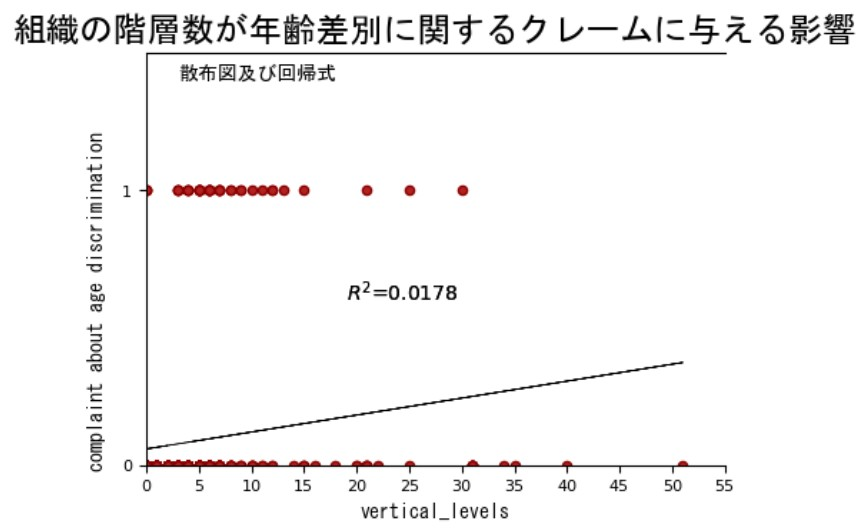 組織の階層数が年齢差別に関するクレームに与える影響
散布図及び回帰式
complaint about age discrimination
1
R²=0.0178
0
0 5 10 15 20 25 30 35 40 45 50 55
vertical_levels